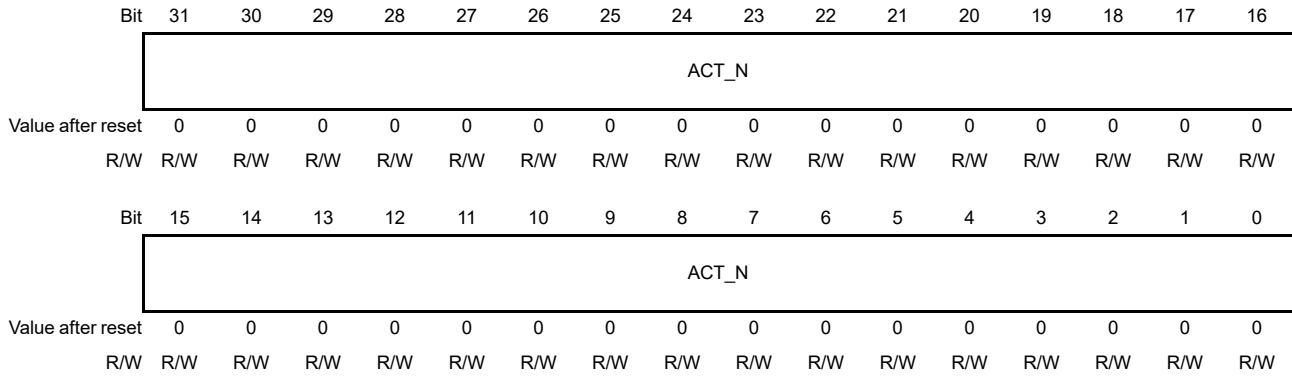 Bit 31 30 29 28 27 26 25 24 23 22 21 20 19 18 17 16
ACT_N
Value after reset 0 0 0 0 0 0 0 0 0 0 0 0 0 0 0 0
R/W R/W R/W R/W R/W R/W R/W R/W R/W R/W R/W R/W R/W R/W R/W R/W R/W
Bit 15 14 13 12 11 10 9 8 7 6 5 4 3 2 1 0
ACT_N
Value after reset 0 0 0 0 0 0 0 0 0 0 0 0 0 0 0 0
R/W R/W R/W R/W R/W R/W R/W R/W R/W R/W R/W R/W R/W R/W R/W R/W R/W